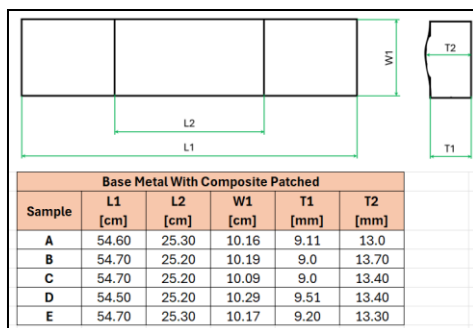 T2
W1
L2
L1
T1
Base Metal With Composite Patched
Sample L1 [cm] L2 [cm] W1 [cm] T1 [mm] T2 [mm]
A 54.60 25.30 10.16 9.11 13.0
B 54.70 25.20 10.19 9.0 13.70
C 54.70 25.20 10.09 9.0 13.40
D 54.50 25.20 10.29 9.51 13.40
E 54.70 25.30 10.17 9.20 13.30